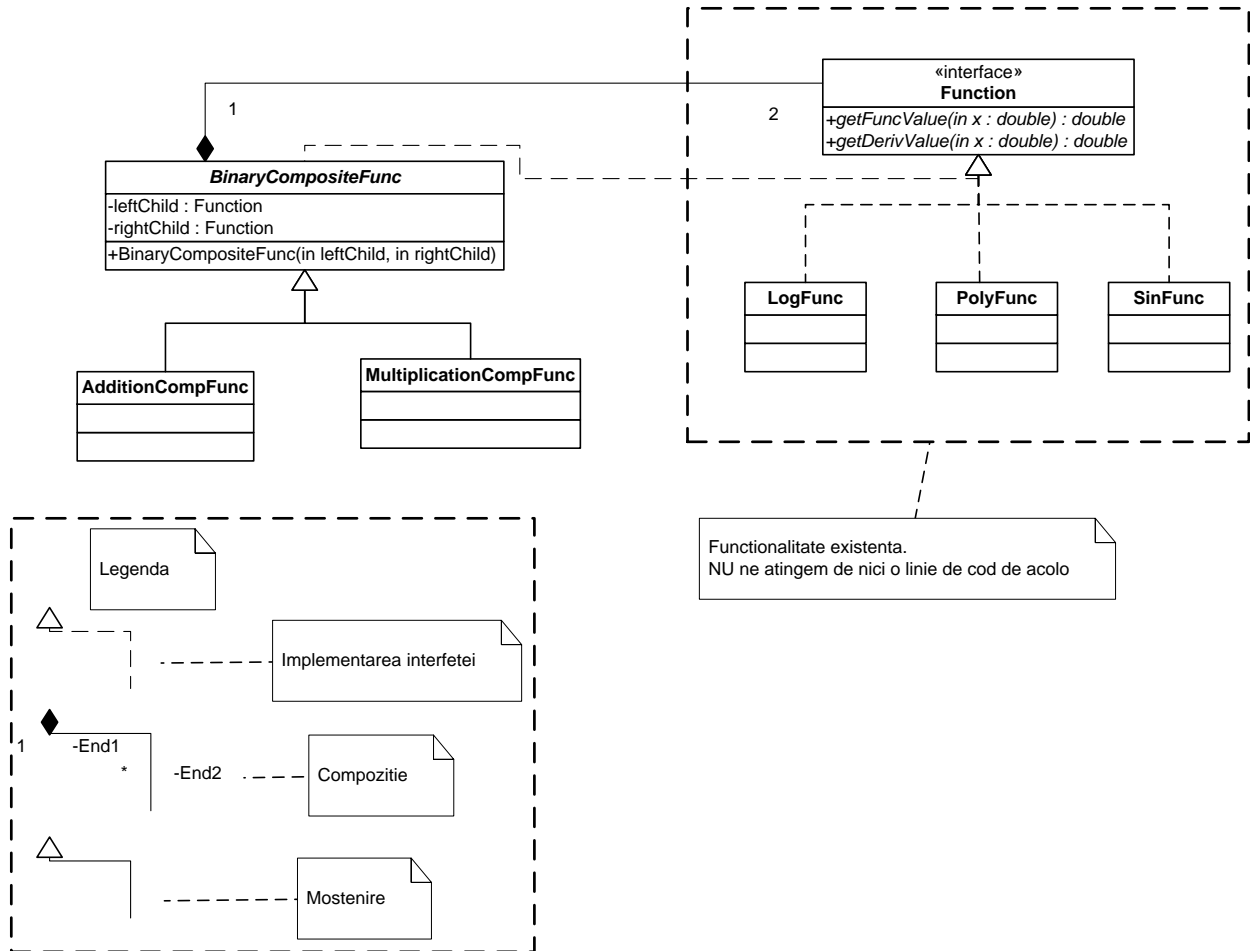 «interface»
Function
+getFuncValue(in x : double) : double
+getDerivValue(in x : double) : double
1
2
BinaryCompositeFunc
-leftChild : Function
-rightChild : Function
+BinaryCompositeFunc(in leftChild, in rightChild)
LogFunc
PolyFunc
SinFunc
AdditionCompFunc
MultiplicationCompFunc
Functionalitate existenta.
NU ne atingem de nici o linie de cod de acolo
Legenda
Implementarea interfetei
1
-End1
*
-End2
Compozitie
Mostenire